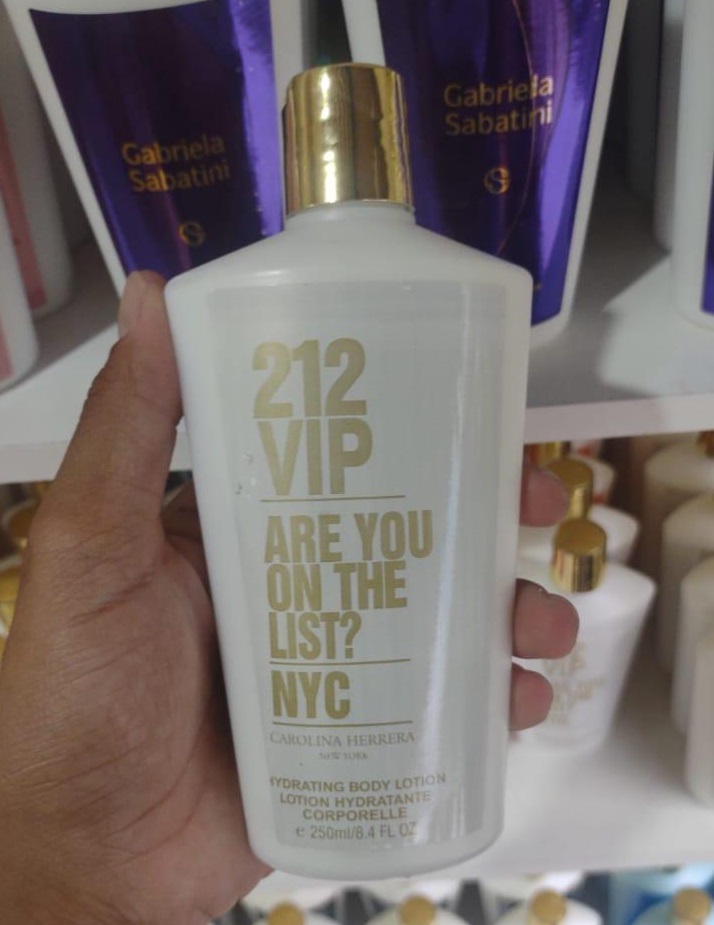 Gabriela
Sabatini
Gabriela
Sabatini
212
VIP
ARE YOU
ON THE
LIST?
NYC
CAROLINA HERRERA
NEW YORK
HYDRATING BODY LOTION
LOTION HYDRATANTE
CORPORELLE
e 250ml/8.4 FL OZ